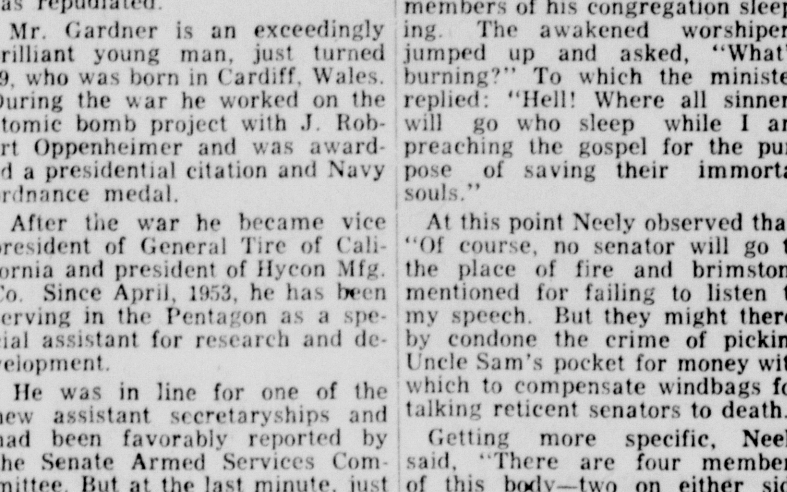 as repudiated.
Mr. Gardner is an exceedingly
rilliant young man, just turned
9, who was born in Cardiff, Wales.
During the war he worked on the
tomic bomb project with J. Rob-
rt Oppenheimer and was award-
d a presidential citation and Navy
rdnance medal.
After the war he became vice
president of General Tire of Cali-
ornia and president of Hycon Mfg.
Co. Since April, 1953, he has been
erving in the Pentagon as a spe-
ial assistant for research and de-
velopment.
He was in line for one of the
new assistant secretaryships and
had been favorably reported by
he Senate Armed Services Com-
mittee. But at the last minute, just
members of his congregation sleep
ing. The awakened worshiper
jumped up and asked, "What'
burning?" To which the ministe
replied: "Hell! Where all sinner
will go who sleep while I am
preaching the gospel for the pur
pose of saving their immorta
souls."
At this point Neely observed tha
"Of course, no senator will go t
the place of fire and brimston
mentioned for failing to listen t
my speech. But they might there
by condone the crime of pickin
Uncle Sam's pocket for money wit
which to compensate windbags fo
talking reticent senators to death.
Getting more specific, Neel
said, "There are four member
of this body—two on either sid